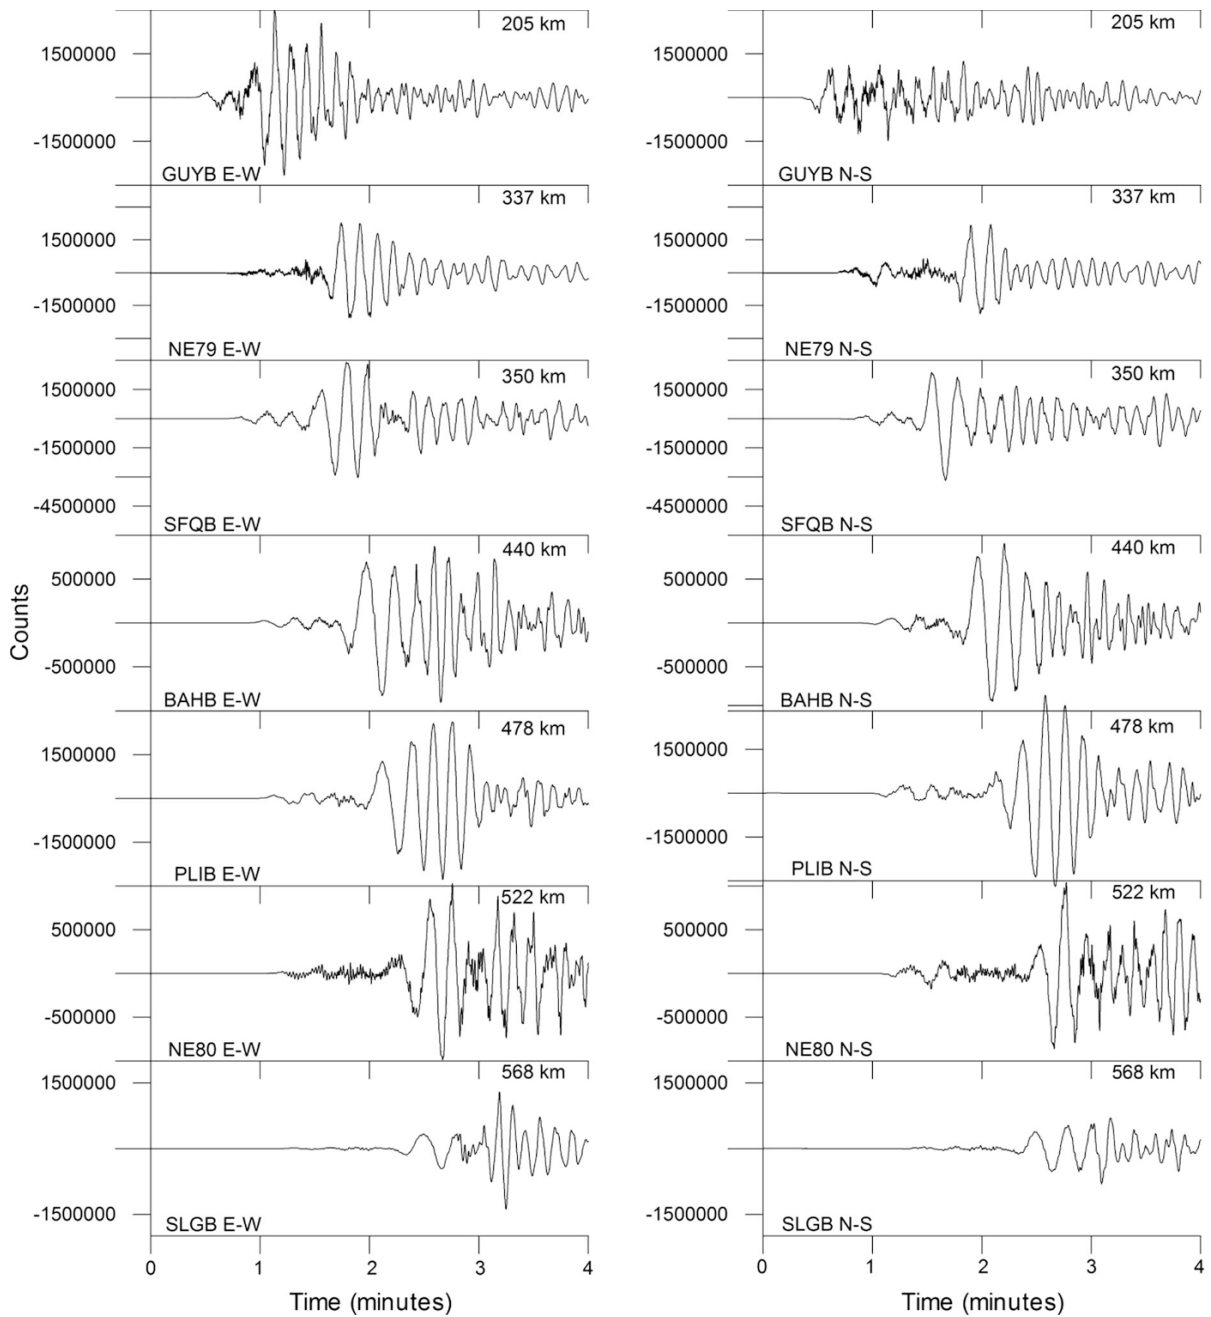 205 km
1500000
-1500000
GUYB E-W
337 km
1500000
-1500000
NE79 E-W
350 km
1500000
-1500000
-4500000
SFQB E-W
440 km
500000
-500000
BAHB E-W
478 km
1500000
-1500000
PLIB E-W
522 km
500000
-500000
NE80 E-W
568 km
1500000
-1500000
SLGB E-W
0 1 2 3 4
Time (minutes)
Counts
205 km
1500000
-1500000
GUYB N-S
337 km
1500000
-1500000
NE79 N-S
350 km
1500000
-1500000
-4500000
SFQB N-S
440 km
500000
-500000
BAHB N-S
478 km
1500000
-1500000
PLIB N-S
522 km
500000
-500000
NE80 N-S
568 km
1500000
-1500000
SLGB N-S
0 1 2 3 4
Time (minutes)